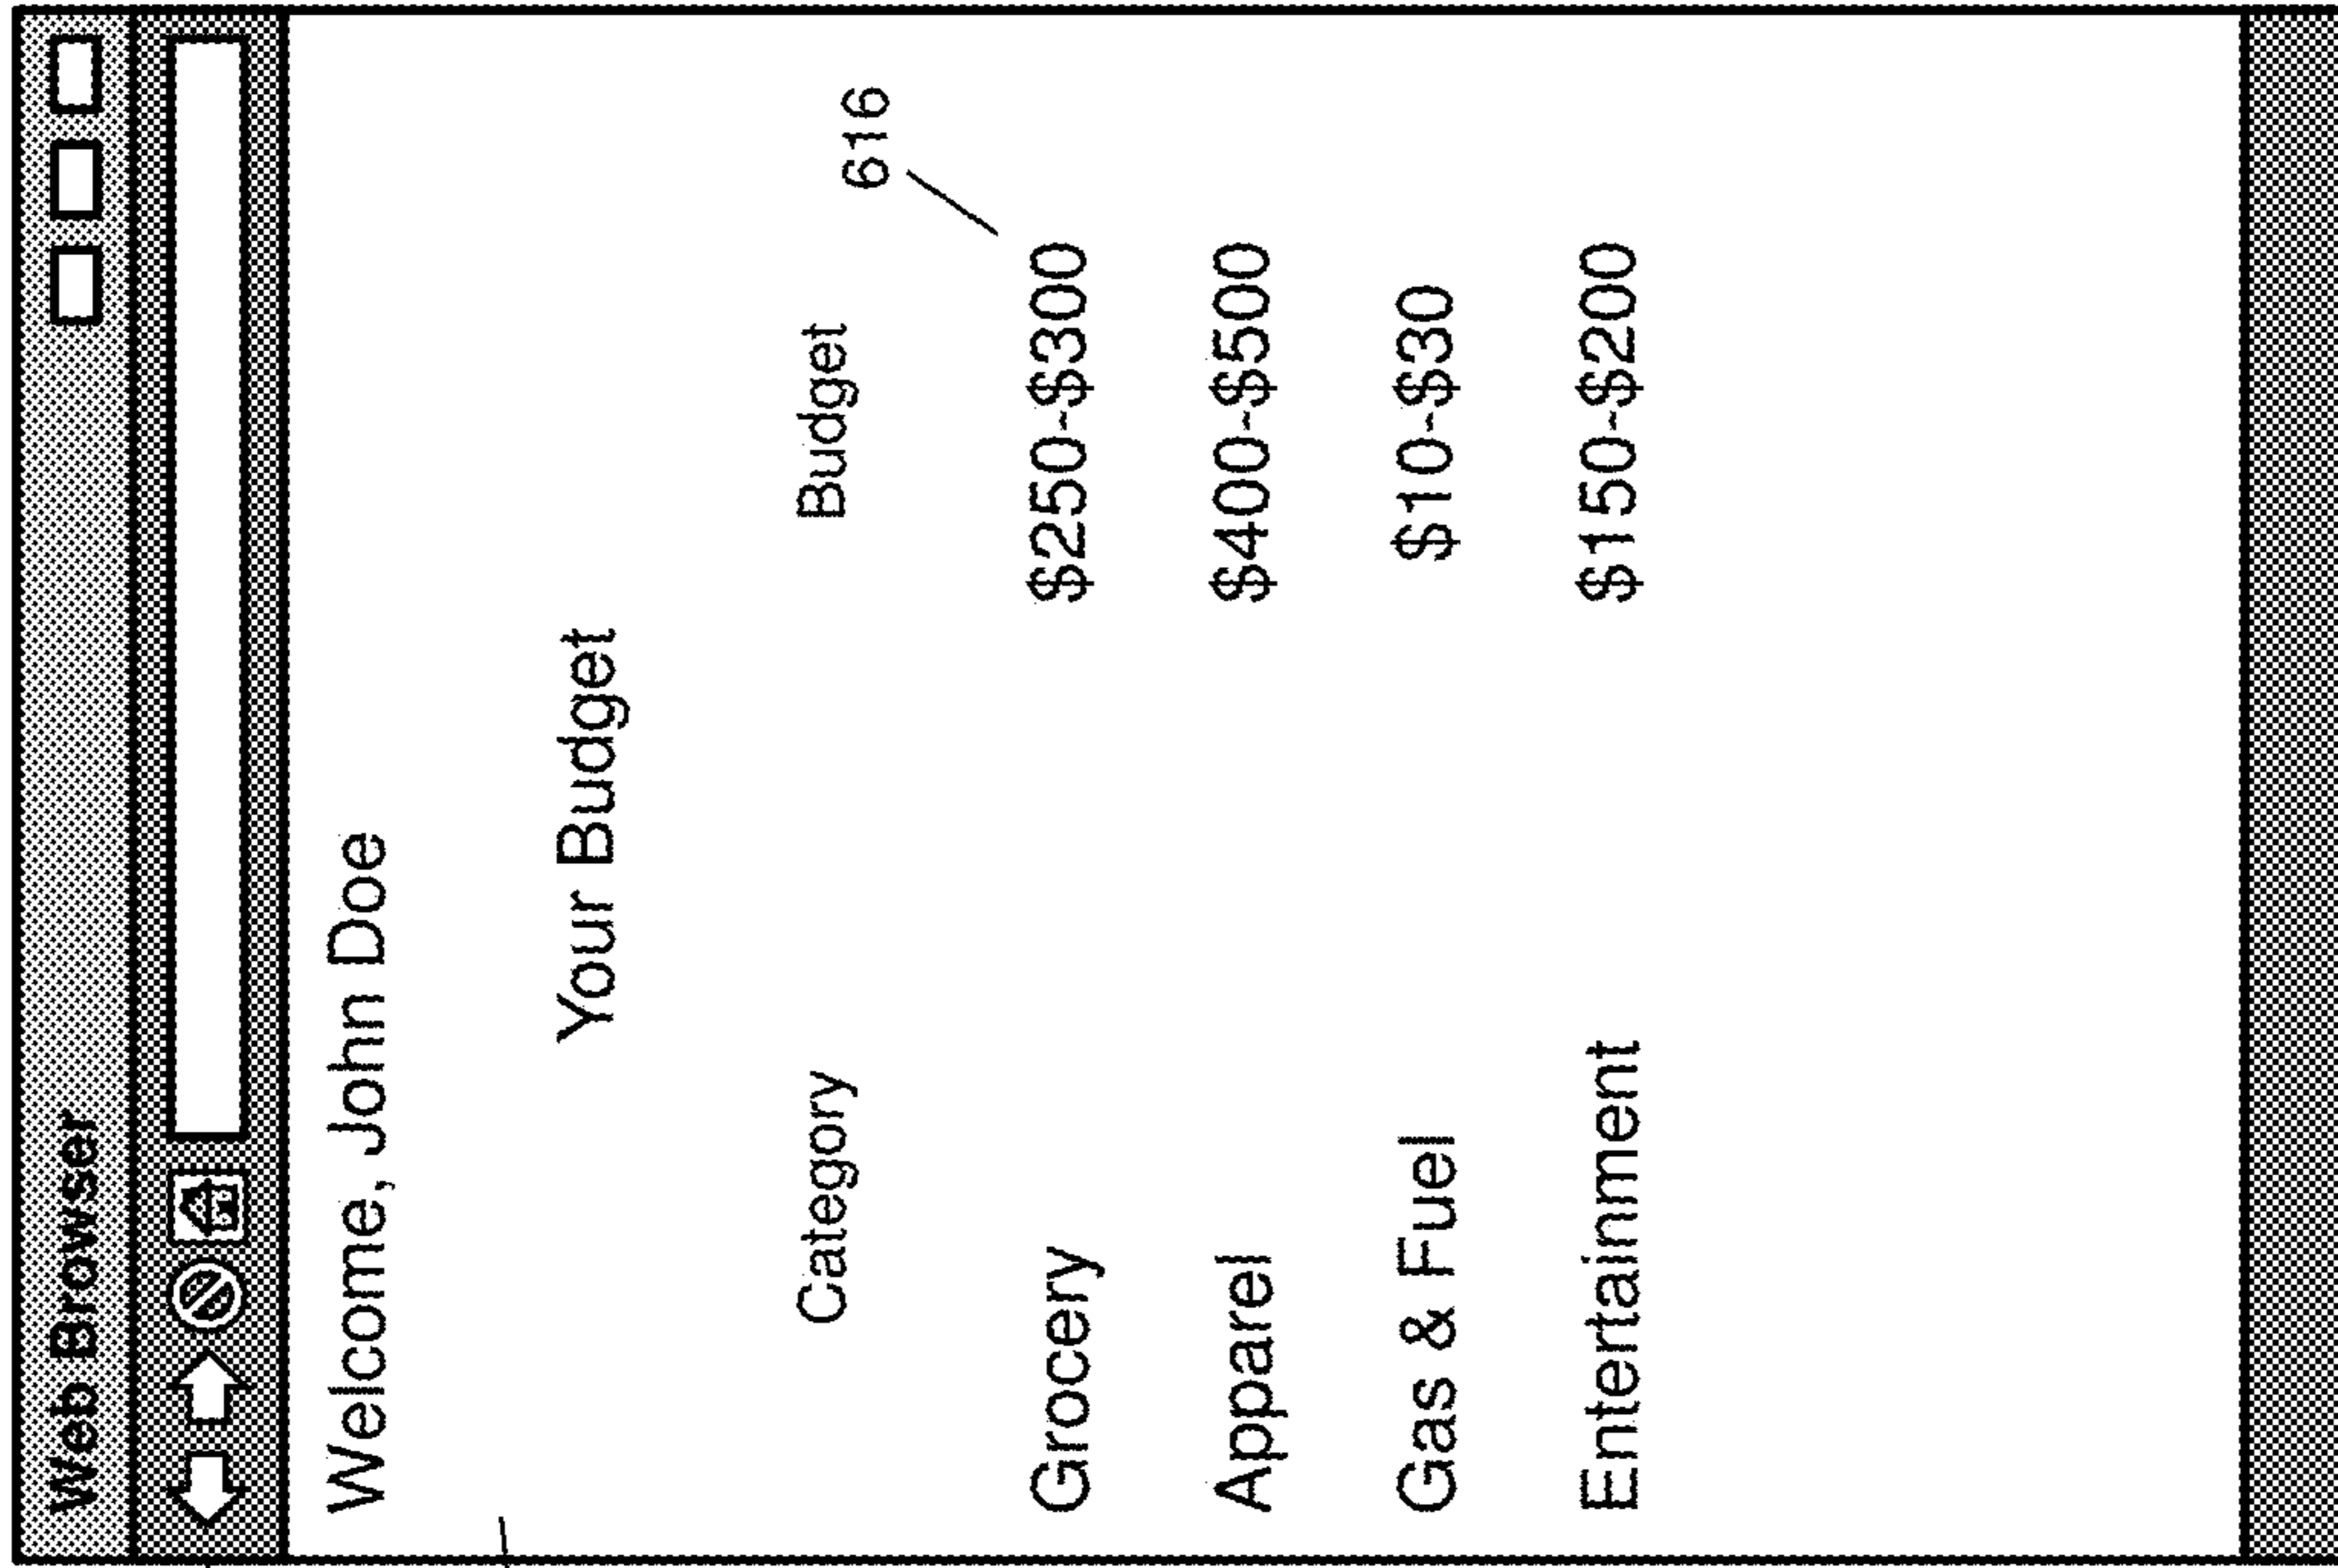 Web Browser
Welcome, John Doe
Your Budget
Category Budget
616
Grocery $250-$300
Apparel $400-$500
Gas & Fuel $10-$30
Entertainment $150-$200